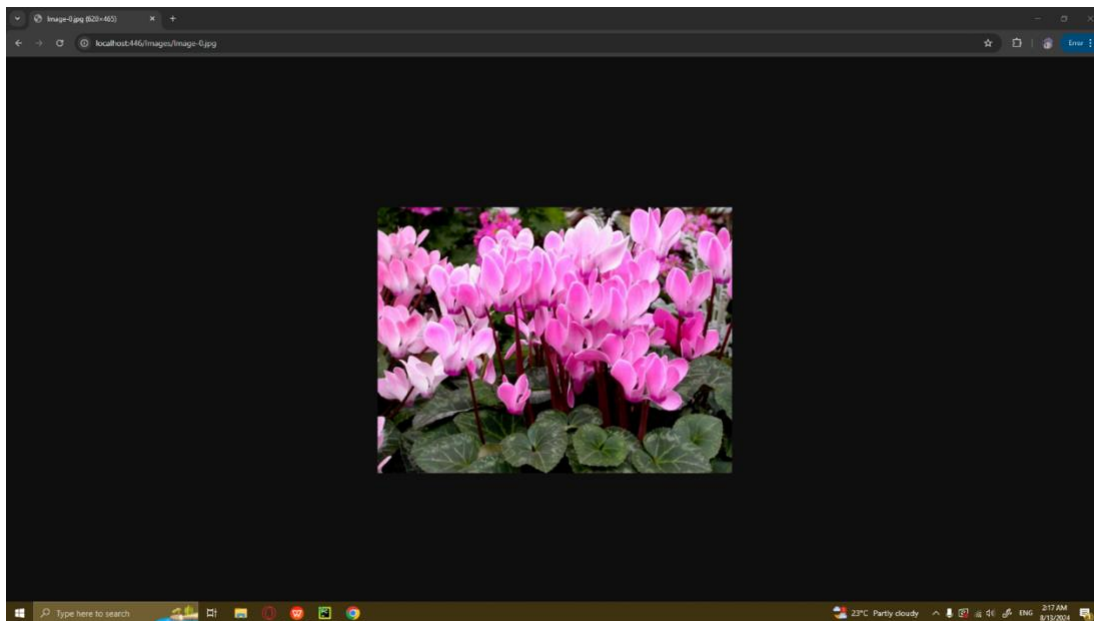 Image-0.jpg (620×465)
localhost:446/Images/Image-0.jpg
Error
Type here to search
23°C Partly cloudy
ENG
2:17 AM
8/13/2024